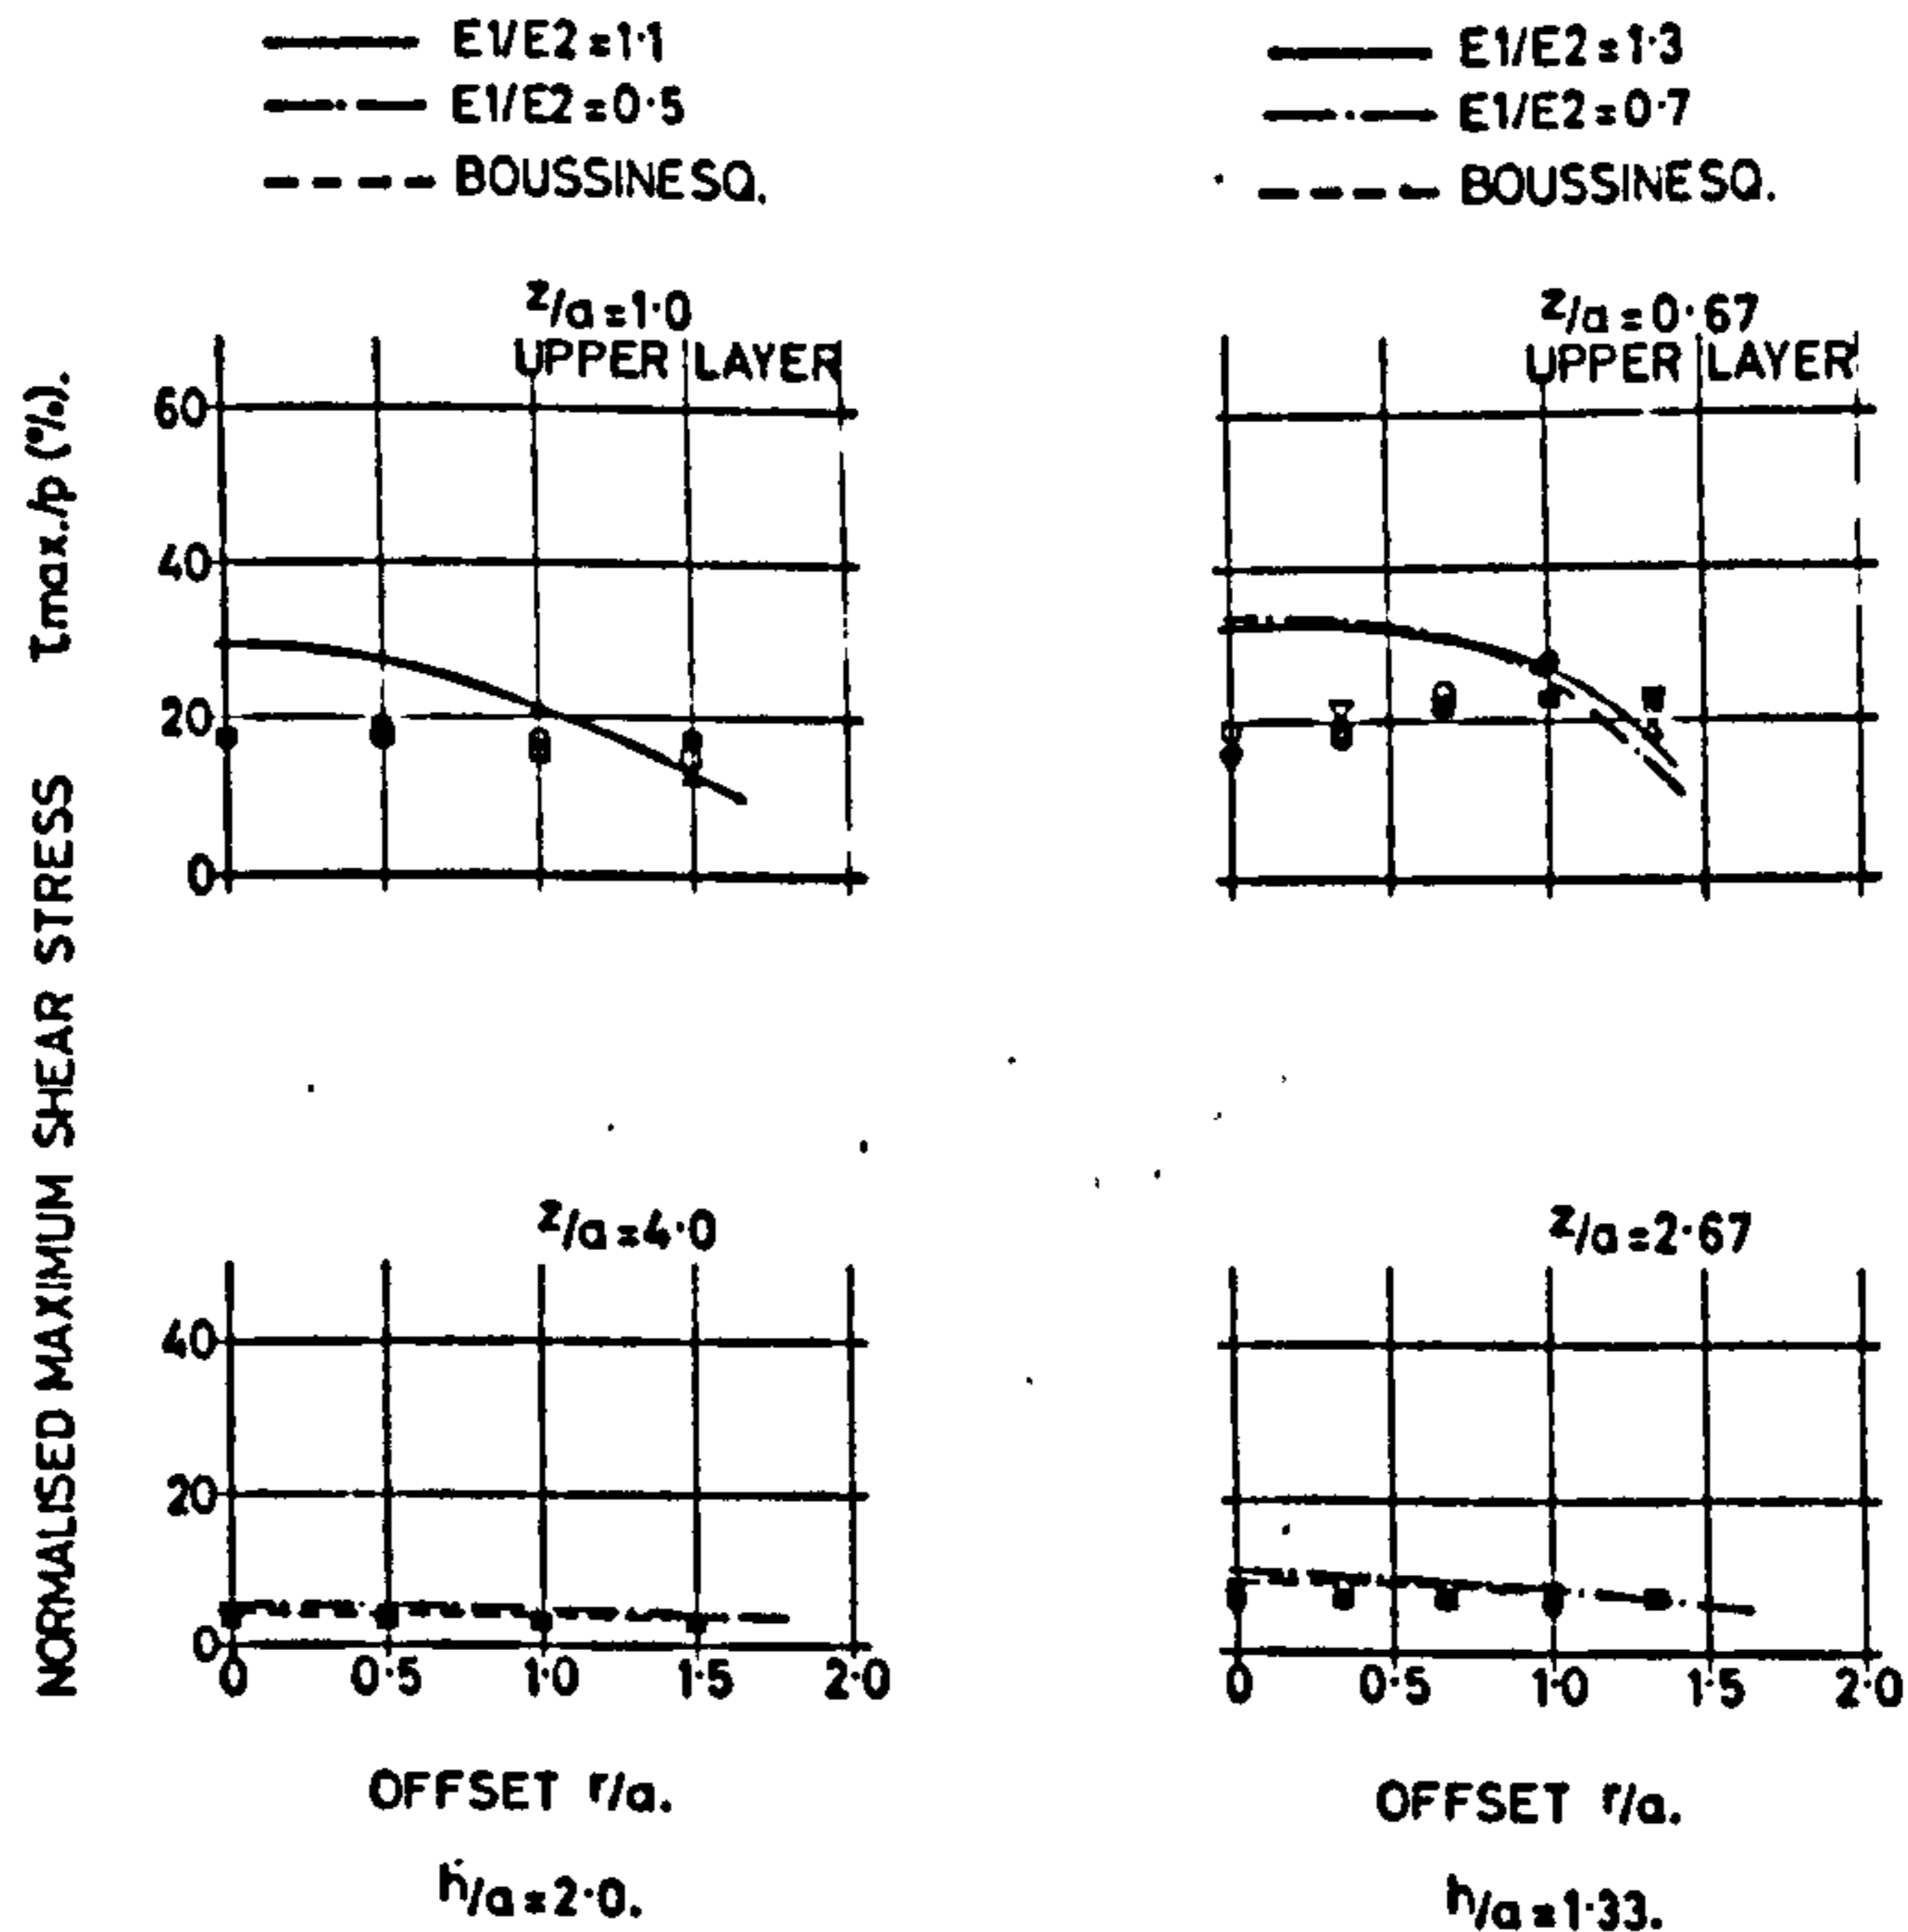 E1/E2=1·1
E1/E2=0·5
BOUSSINESQ.
E1/E2=1·3
E1/E2=0·7
BOUSSINESQ.
NORMALISED MAXIMUM SHEAR STRESS τmax./p (%).
z/a=1·0
UPPER LAYER
60
40
20
0
z/a=0·67
UPPER LAYER
z/a=4·0
40
20
0
0 0·5 1·0 1·5 2·0
OFFSET r/a.
h/a=2·0.
z/a=2·67
0 0·5 1·0 1·5 2·0
OFFSET r/a.
h/a=1·33.